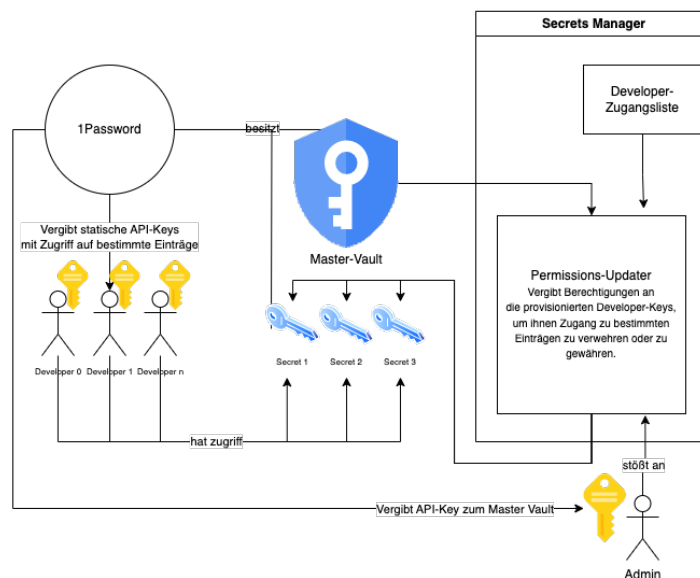 Secrets Manager
Developer-
Zugangsliste
1Password
besitzt
Master-Vault
Vergibt statische API-Keys
mit Zugriff auf bestimmte Einträge
Permissions-Updater
Vergibt Berechtigungen an
die provisionierten Developer-Keys,
um ihnen Zugang zu bestimmten
Einträgen zu verwehren oder zu
gewähren.
Developer 0
Developer 1
Developer n
Secret 1
Secret 2
Secret 3
hat zugriff
stößt an
Vergibt API-Key zum Master Vault
Admin